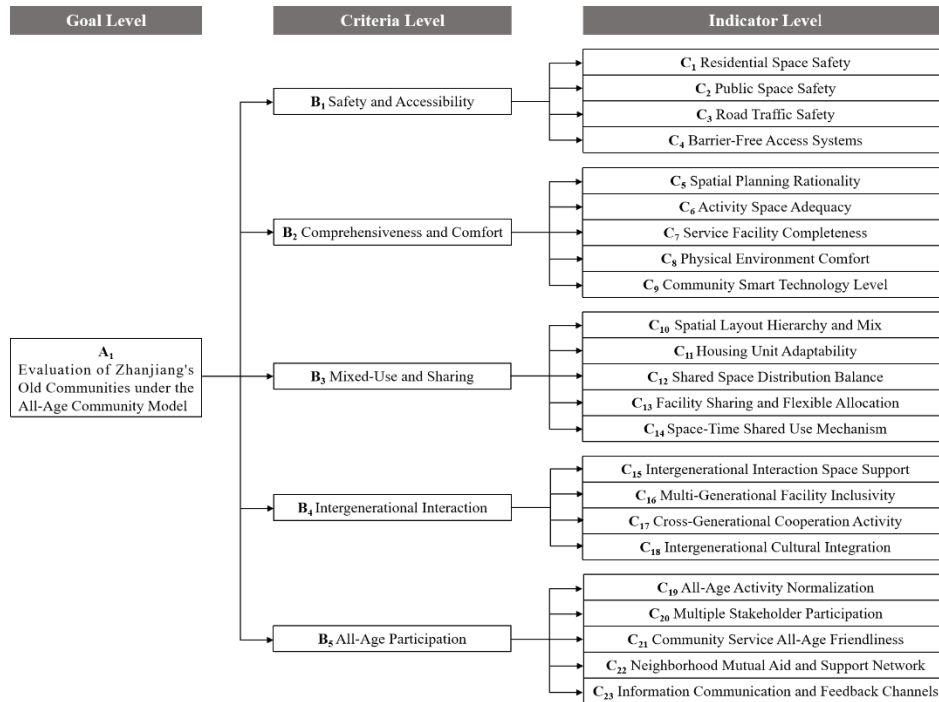 Goal Level
Criteria Level
Indicator Level
A1
Evaluation of Zhanjiang's
Old Communities under the
All-Age Community Model
B1 Safety and Accessibility
C1 Residential Space Safety
C2 Public Space Safety
C3 Road Traffic Safety
C4 Barrier-Free Access Systems
B2 Comprehensiveness and Comfort
C5 Spatial Planning Rationality
C6 Activity Space Adequacy
C7 Service Facility Completeness
C8 Physical Environment Comfort
C9 Community Smart Technology Level
B3 Mixed-Use and Sharing
C10 Spatial Layout Hierarchy and Mix
C11 Housing Unit Adaptability
C12 Shared Space Distribution Balance
C13 Facility Sharing and Flexible Allocation
C14 Space-Time Shared Use Mechanism
B4 Intergenerational Interaction
C15 Intergenerational Interaction Space Support
C16 Multi-Generational Facility Inclusivity
C17 Cross-Generational Cooperation Activity
C18 Intergenerational Cultural Integration
B5 All-Age Participation
C19 All-Age Activity Normalization
C20 Multiple Stakeholder Participation
C21 Community Service All-Age Friendliness
C22 Neighborhood Mutual Aid and Support Network
C23 Information Communication and Feedback Channels